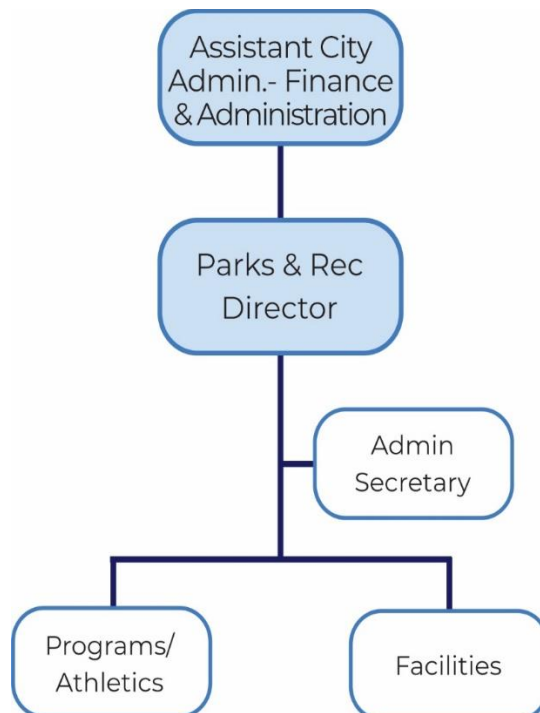 Assistant City
Admin.- Finance
& Administration
Parks & Rec
Director
Admin
Secretary
Programs/
Athletics
Facilities